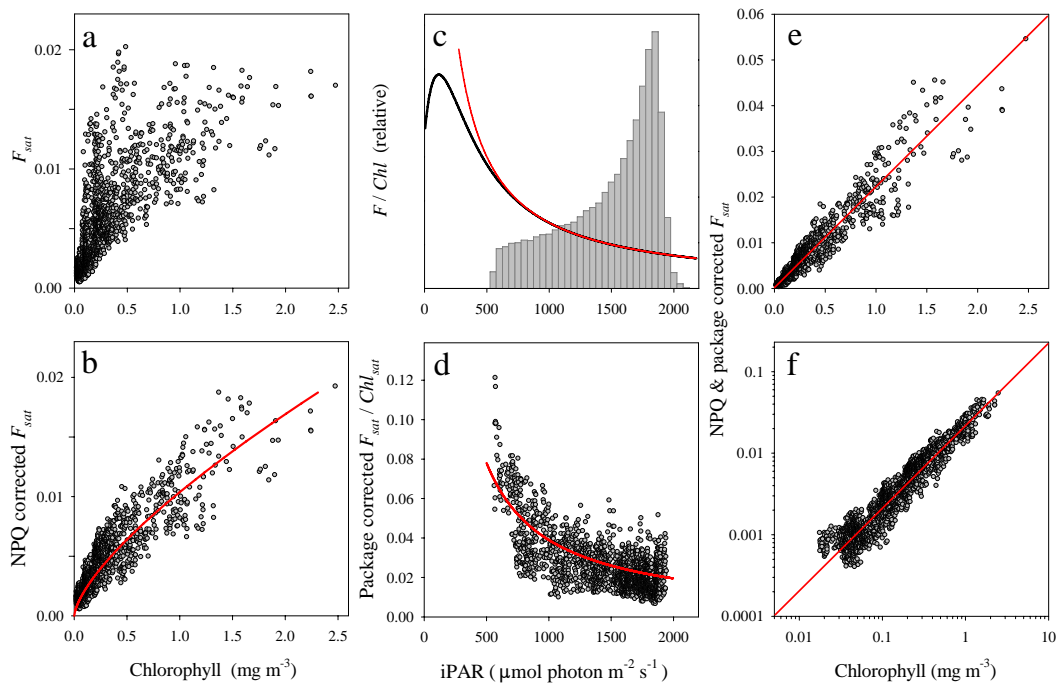 a
0.02
0.01
0.00
F_sat
0.0 0.5 1.0 1.5 2.0 2.5
b
0.02
0.01
0.00
NPQ corrected F_sat
0.0 0.5 1.0 1.5 2.0 2.5
Chlorophyll (mg m⁻³)
c
F / Chl (relative)
0 500 1000 1500 2000
d
0.12
0.10
0.08
0.06
0.04
0.02
0.00
Package corrected F_sat / Chl_sat
0 500 1000 1500 2000
iPAR ( μmol photon m⁻² s⁻¹)
e
0.06
0.05
0.04
0.03
0.02
0.01
0.00
0.0 0.5 1.0 1.5 2.0 2.5
NPQ & package corrected F_sat
f
0.1
0.01
0.001
0.0001
0.01 0.1 1 10
Chlorophyll (mg m⁻³)